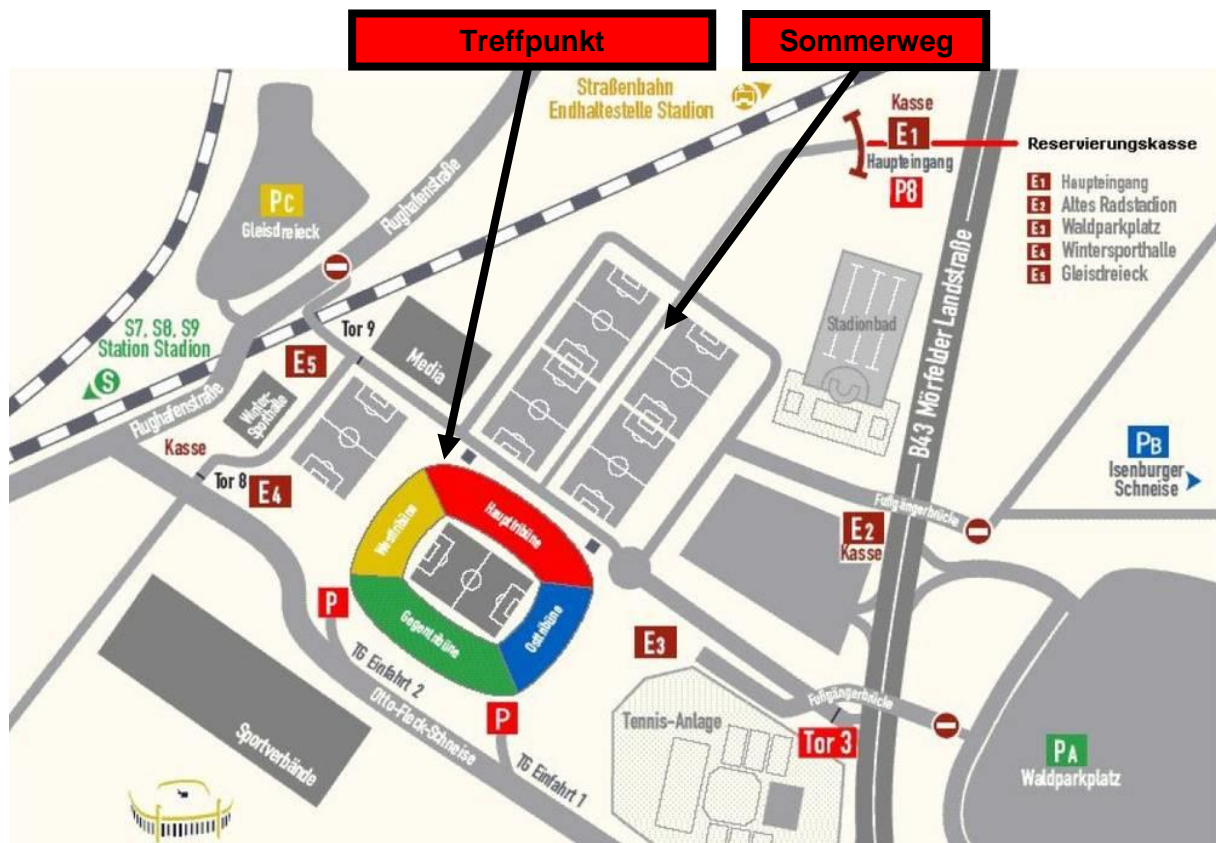 Treffpunkt
Sommerweg
Straßenbahn
Endhaltestelle Stadion
Kasse
E1
Haupteingang
P8
Reservierungskasse
E1 Haupteingang
E2 Altes Radstadion
E3 Waldparkplatz
E4 Wintersporthalle
E5 Gleisdreieck
Pc
Gleisdreieck
Flughafenstraße
S7, S8, S9
Station Stadion
S
Tor 9
E5
Media
Stadionbad
B43 Mörfelder Landstraße
Flughafenstraße
Winter-
Sporthalle
Kasse
Tor 8
E4
PB
Isenburger
Schneise
Fußgängerbrücke
E2
Kasse
Westtribüne
Haupttribüne
Gegentribüne
Osttribüne
P
TG Einfahrt 2
Otto-Fleck-Schneise
P
TG Einfahrt 1
E3
Fußgängerbrücke
Tennis-Anlage
Tor 3
PA
Waldparkplatz
Sportverbände